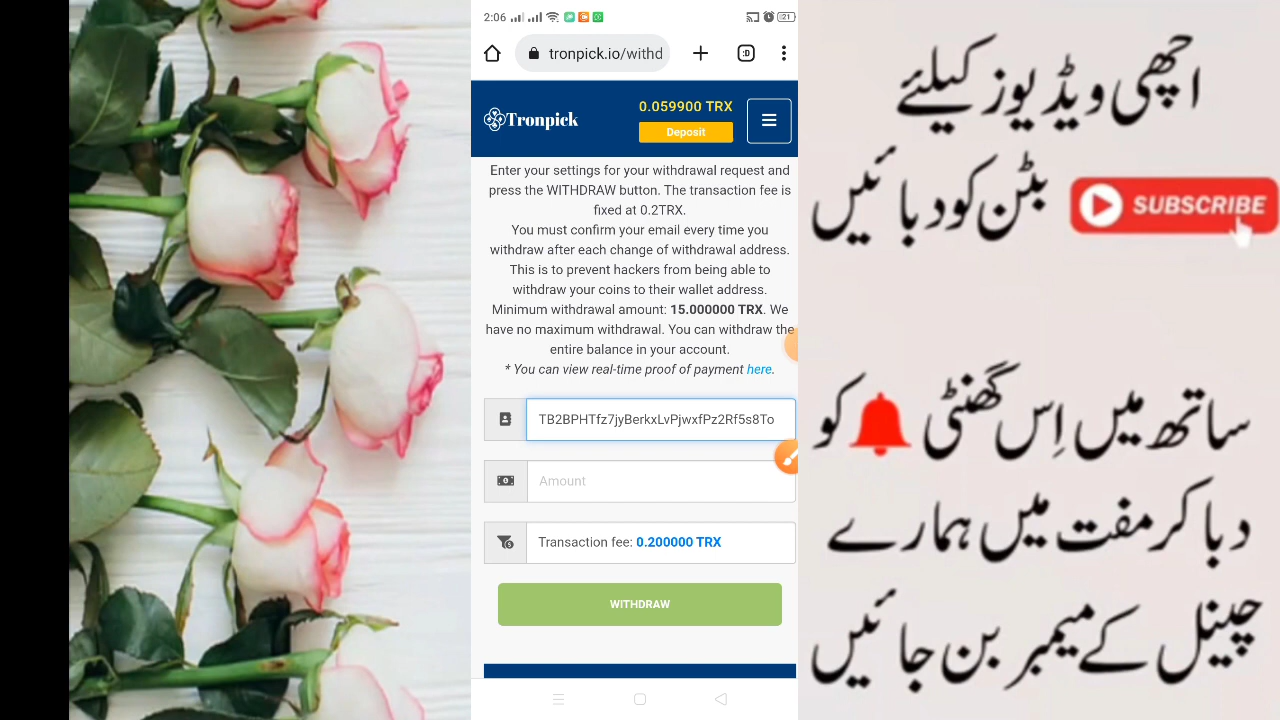 2:06
21
tronpick.io/withd
:D
Tronpick
0.059900 TRX
Deposit
Enter your settings for your withdrawal request and
press the WITHDRAW button. The transaction fee is
fixed at 0.2TRX.
You must confirm your email every time you
withdraw after each change of withdrawal address.
This is to prevent hackers from being able to
withdraw your coins to their wallet address.
Minimum withdrawal amount: 15.000000 TRX. We
have no maximum withdrawal. You can withdraw the
entire balance in your account.
* You can view real-time proof of payment here.
TB2BPHTfz7jyBerkxLvPjwxfPz2Rf5s8To
Amount
Transaction fee: 0.200000 TRX
WITHDRAW
اچھی ویڈیوز کیلئے
بٹن کو دبائیں
SUBSCRIBE
ساتھ میں اِس گھنٹی کو
دبا کر مفت میں ہمارے
چینل کے میمبر بن جائیں